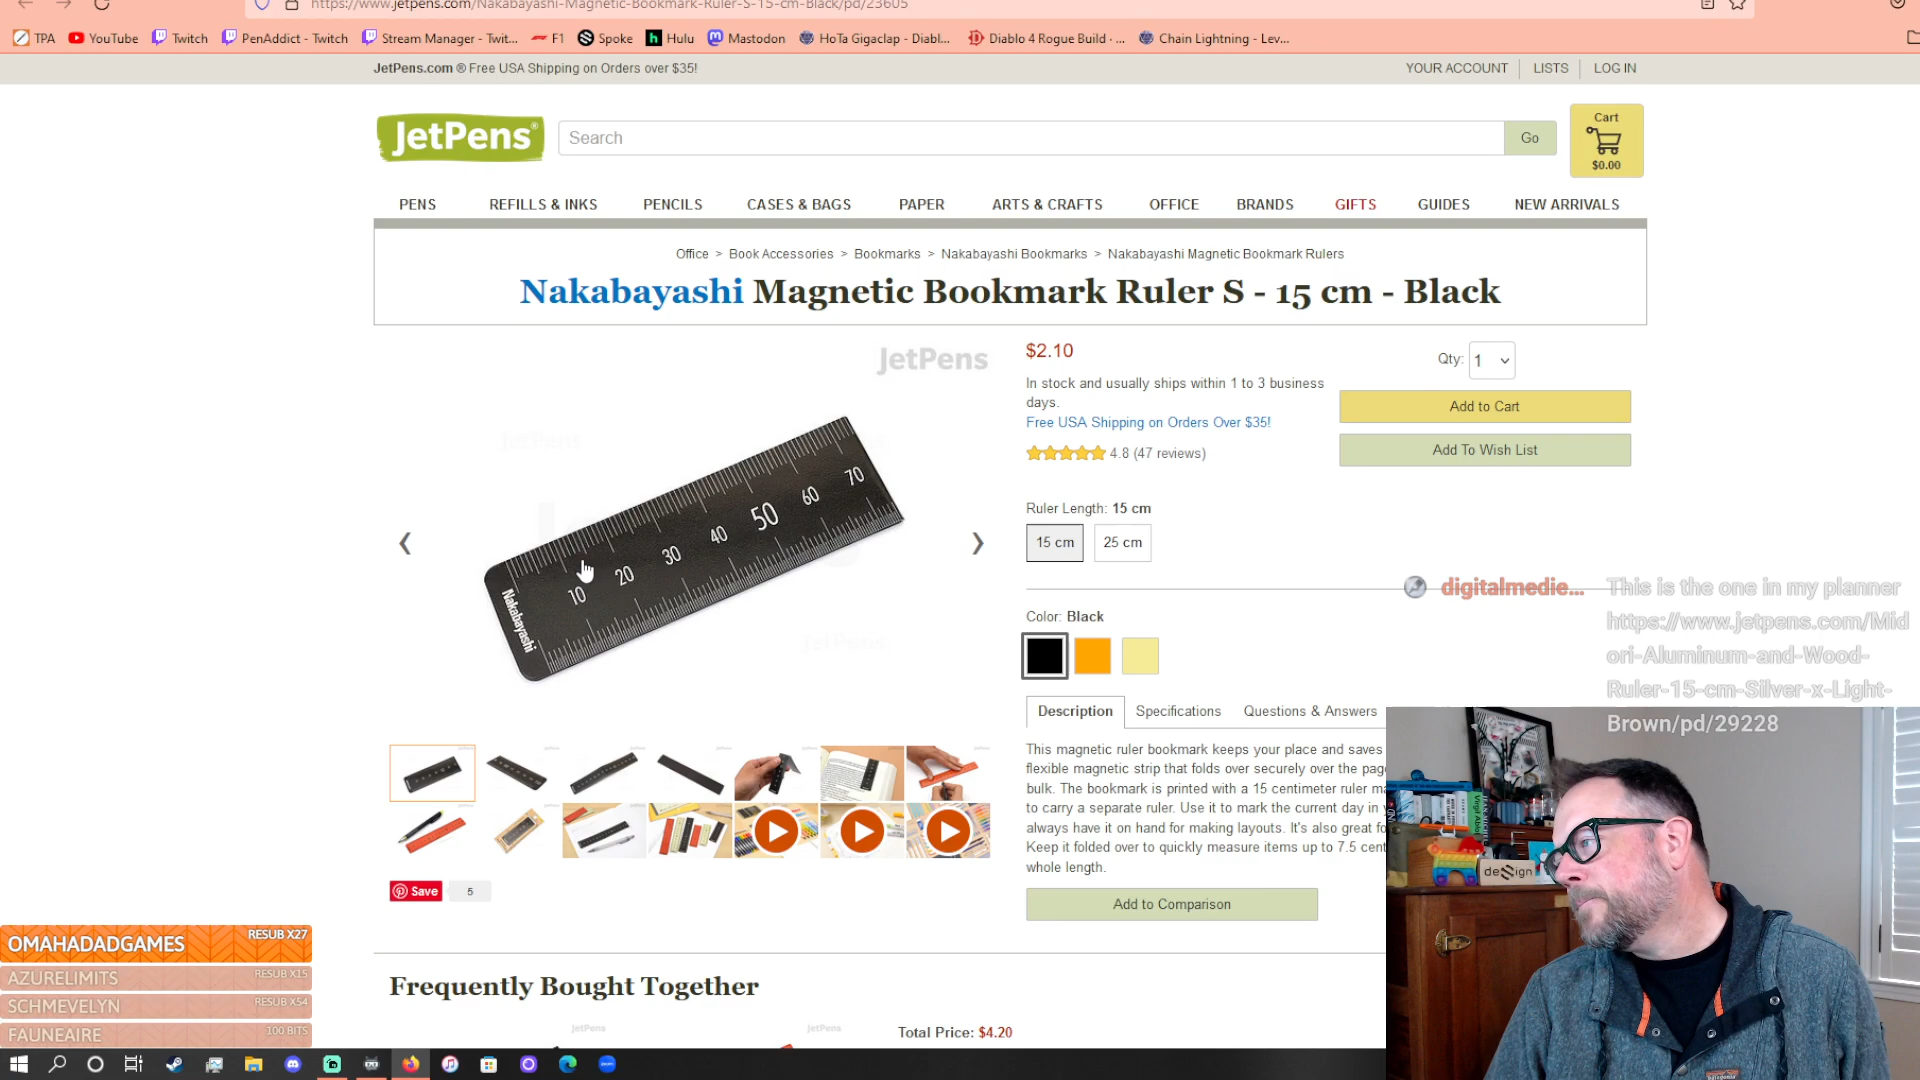 https://www.jetpens.com/Nakabayashi-Magnetic-Bookmark-Ruler-S-15-cm-Black/pd/23605
TPA YouTube Twitch PenAddict - Twitch Stream Manager - Twit... F1 Spoke Hulu Mastodon HoTa Gigaclap - Diabl... Diablo 4 Rogue Build - ... Chain Lightning - Lev...
JetPens.com ® Free USA Shipping on Orders over $35!
YOUR ACCOUNT LISTS LOG IN
JetPens®
Search
Go
Cart
$0.00
PENS REFILLS & INKS PENCILS CASES & BAGS PAPER ARTS & CRAFTS OFFICE BRANDS GIFTS GUIDES NEW ARRIVALS
Office > Book Accessories > Bookmarks > Nakabayashi Bookmarks > Nakabayashi Magnetic Bookmark Rulers
Nakabayashi Magnetic Bookmark Ruler S - 15 cm - Black
JetPens
JetPens
JetPens
10 20 30 40 50 60 70
Nakabayashi
Save 5
$2.10
In stock and usually ships within 1 to 3 business
days.
Free USA Shipping on Orders Over $35!
4.8 (47 reviews)
Qty: 1
Add to Cart
Add To Wish List
Ruler Length: 15 cm
15 cm 25 cm
Color: Black
Description Specifications Questions & Answers
This magnetic ruler bookmark keeps your place and saves
flexible magnetic strip that folds over securely over the pag
bulk. The bookmark is printed with a 15 centimeter ruler ma
to carry a separate ruler. Use it to mark the current day in y
always have it on hand for making layouts. It's also great fo
Keep it folded over to quickly measure items up to 7.5 cent
whole length.
Add to Comparison
digitalmedie... This is the one in my planner
https://www.jetpens.com/Mid
ori-Aluminum-and-Wood-
Ruler-15-cm-Silver-x-Light-
Brown/pd/29228
deSsign
Frequently Bought Together
JetPens JetPens
Total Price: $4.20
OMAHADADGAMES RESUB X27
AZURELIMITS RESUB X15
SCHMEVELYN RESUB X54
FAUNEAIRE 100 BITS
patagonia